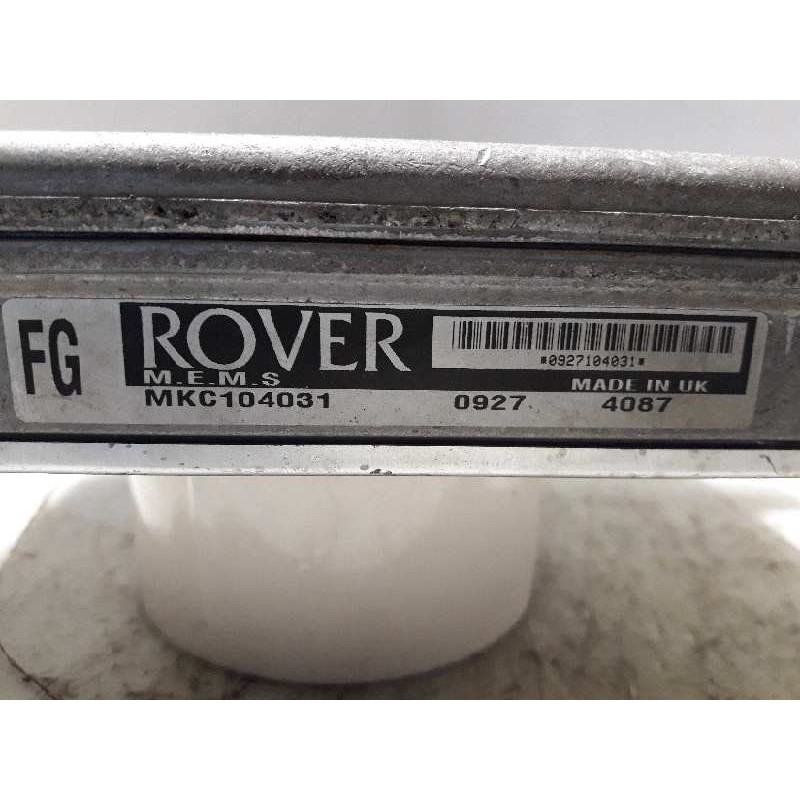 FG
ROVER
*0927104031*
M.E.M.S MADE IN UK
MKC104031 0927 4087